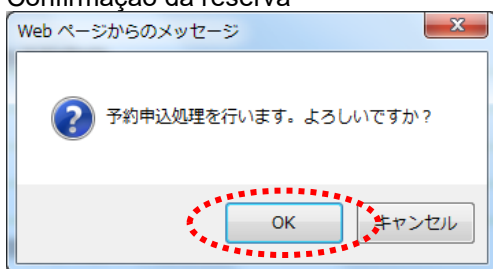 Confirmação da reserva
Web ページからのメッセージ
予約申込処理を行います。よろしいですか？
OK
キャンセル